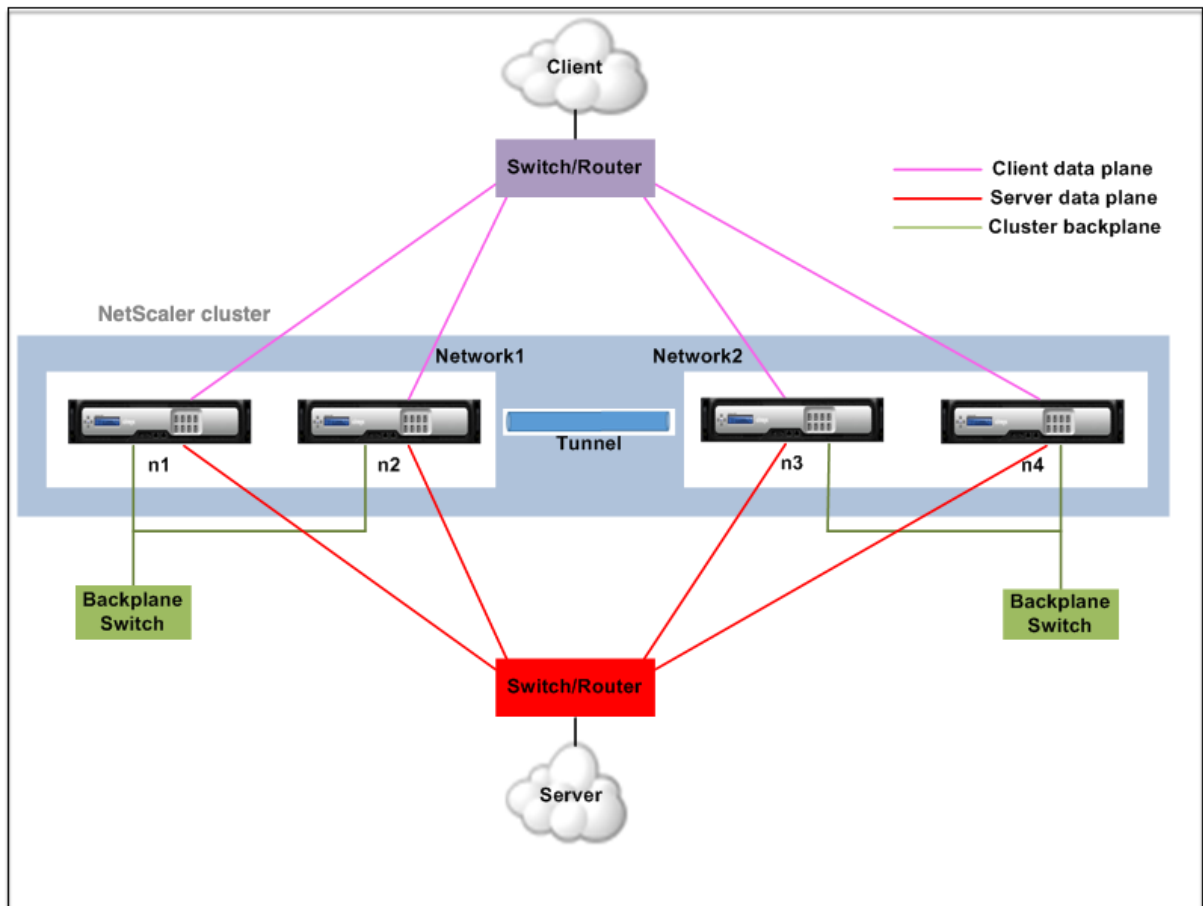 Client
Switch/Router
Client data plane
Server data plane
Cluster backplane
NetScaler cluster
Network1
Network2
Tunnel
n1
n2
n3
n4
Backplane
Switch
Backplane
Switch
Switch/Router
Server